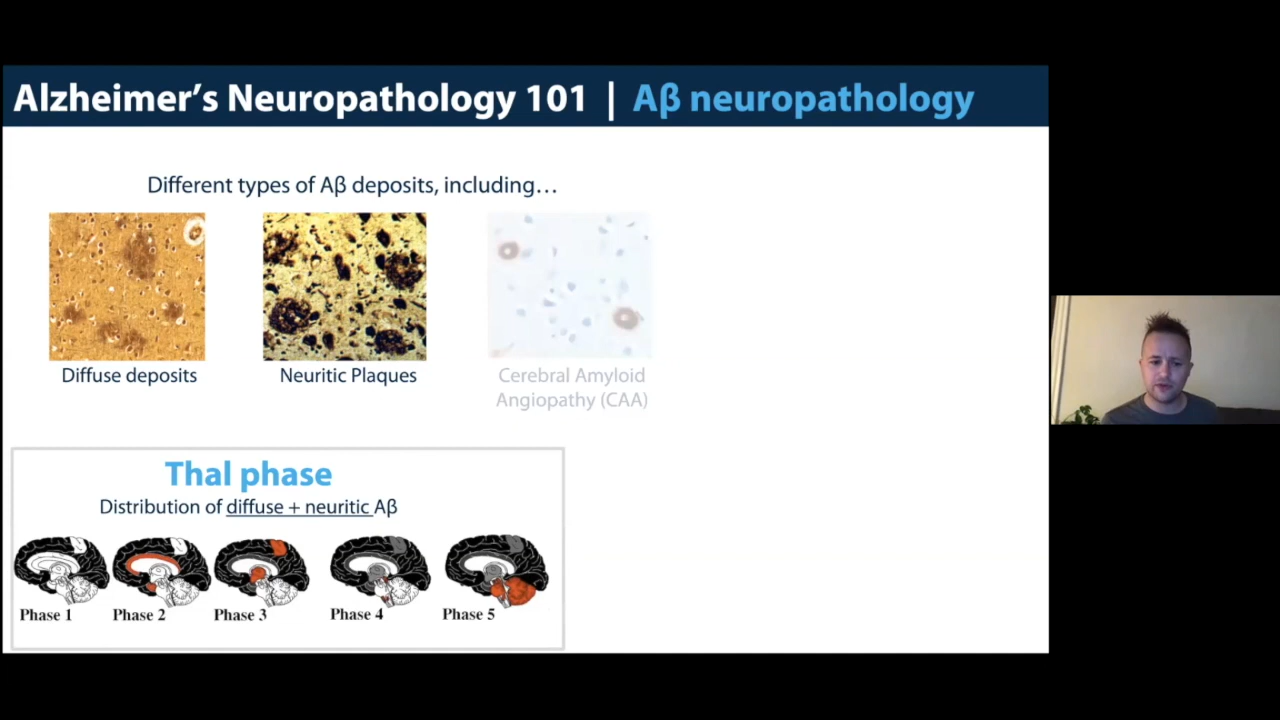 Alzheimer's Neuropathology 101 | Aβ neuropathology
Different types of Aβ deposits, including…
Diffuse deposits
Neuritic Plaques
Cerebral Amyloid
Angiopathy (CAA)
Thal phase
Distribution of diffuse + neuritic Aβ
Phase 1
Phase 2
Phase 3
Phase 4
Phase 5